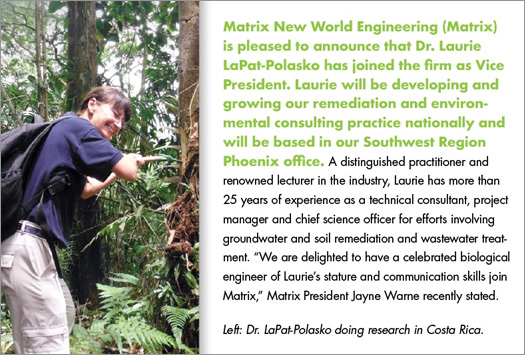 Matrix New World Engineering (Matrix)
is pleased to announce that Dr. Laurie
LaPat-Polasko has joined the firm as Vice
President. Laurie will be developing and
growing our remediation and environ-
mental consulting practice nationally and
will be based in our Southwest Region
Phoenix office. A distinguished practitioner and
renowned lecturer in the industry, Laurie has more than
25 years of experience as a technical consultant, project
manager and chief science officer for efforts involving
groundwater and soil remediation and wastewater treat-
ment. “We are delighted to have a celebrated biological
engineer of Laurie’s stature and communication skills join
Matrix,” Matrix President Jayne Warne recently stated.
Left: Dr. LaPat-Polasko doing research in Costa Rica.